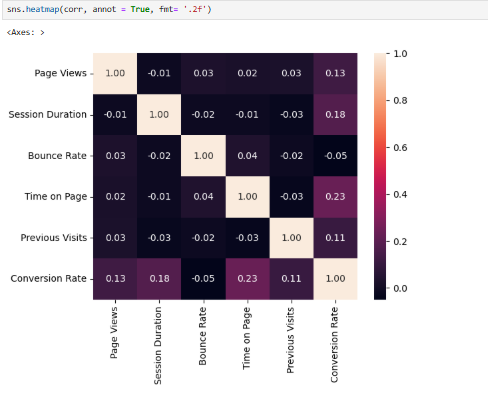 sns.heatmap(corr, annot = True, fmt= '.2f')
<Axes: >
Page Views 1.00 -0.01 0.03 0.02 0.03 0.13
Session Duration -0.01 1.00 -0.02 -0.01 -0.03 0.18
Bounce Rate 0.03 -0.02 1.00 0.04 -0.02 -0.05
Time on Page 0.02 -0.01 0.04 1.00 -0.03 0.23
Previous Visits 0.03 -0.03 -0.02 -0.03 1.00 0.11
Conversion Rate 0.13 0.18 -0.05 0.23 0.11 1.00
Page Views
Session Duration
Bounce Rate
Time on Page
Previous Visits
Conversion Rate
1.0
0.8
0.6
0.4
0.2
0.0